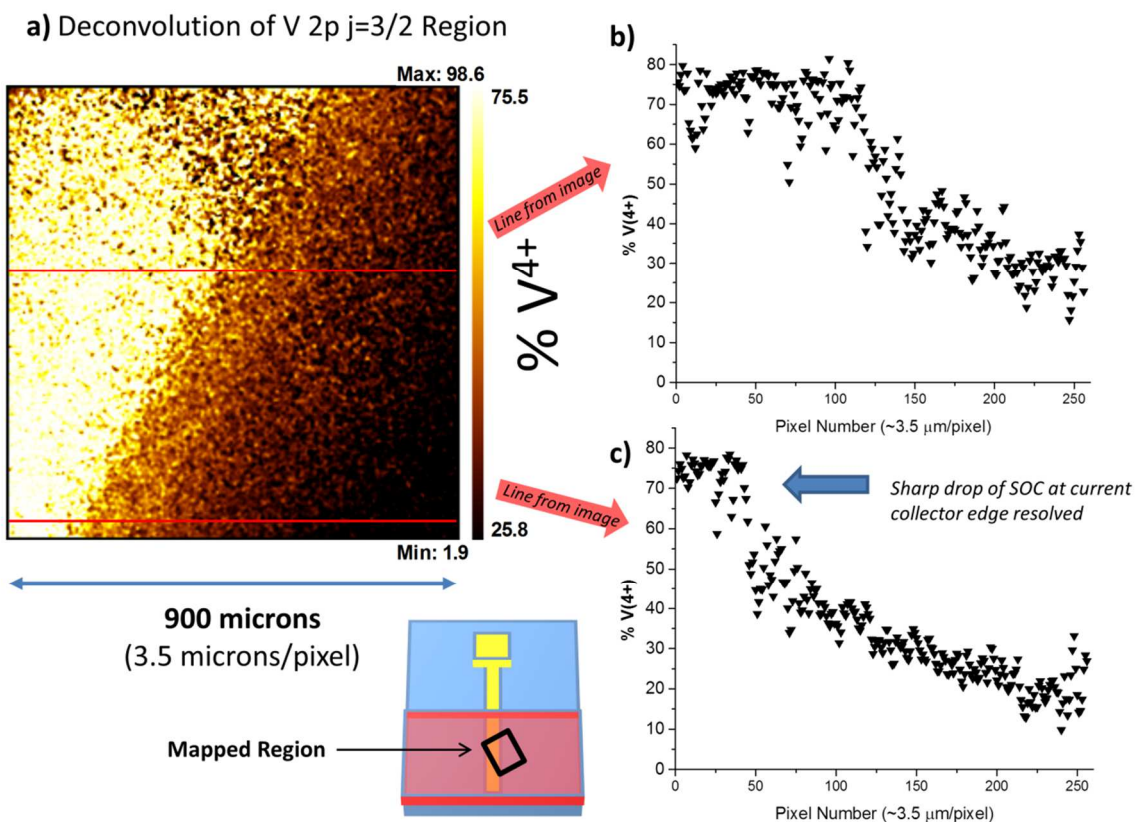 a) Deconvolution of V 2p j=3/2 Region
Max: 98.6
75.5
% V4+
25.8
Min: 1.9
Line from image
Line from image
900 microns
(3.5 microns/pixel)
Mapped Region
b)
80
70
60
50
40
30
20
10
0
% V(4+)
0 50 100 150 200 250
Pixel Number (~3.5 μm/pixel)
c)
80
70
60
50
40
30
20
10
0
% V(4+)
Sharp drop of SOC at current
collector edge resolved
0 50 100 150 200 250
Pixel Number (~3.5 μm/pixel)